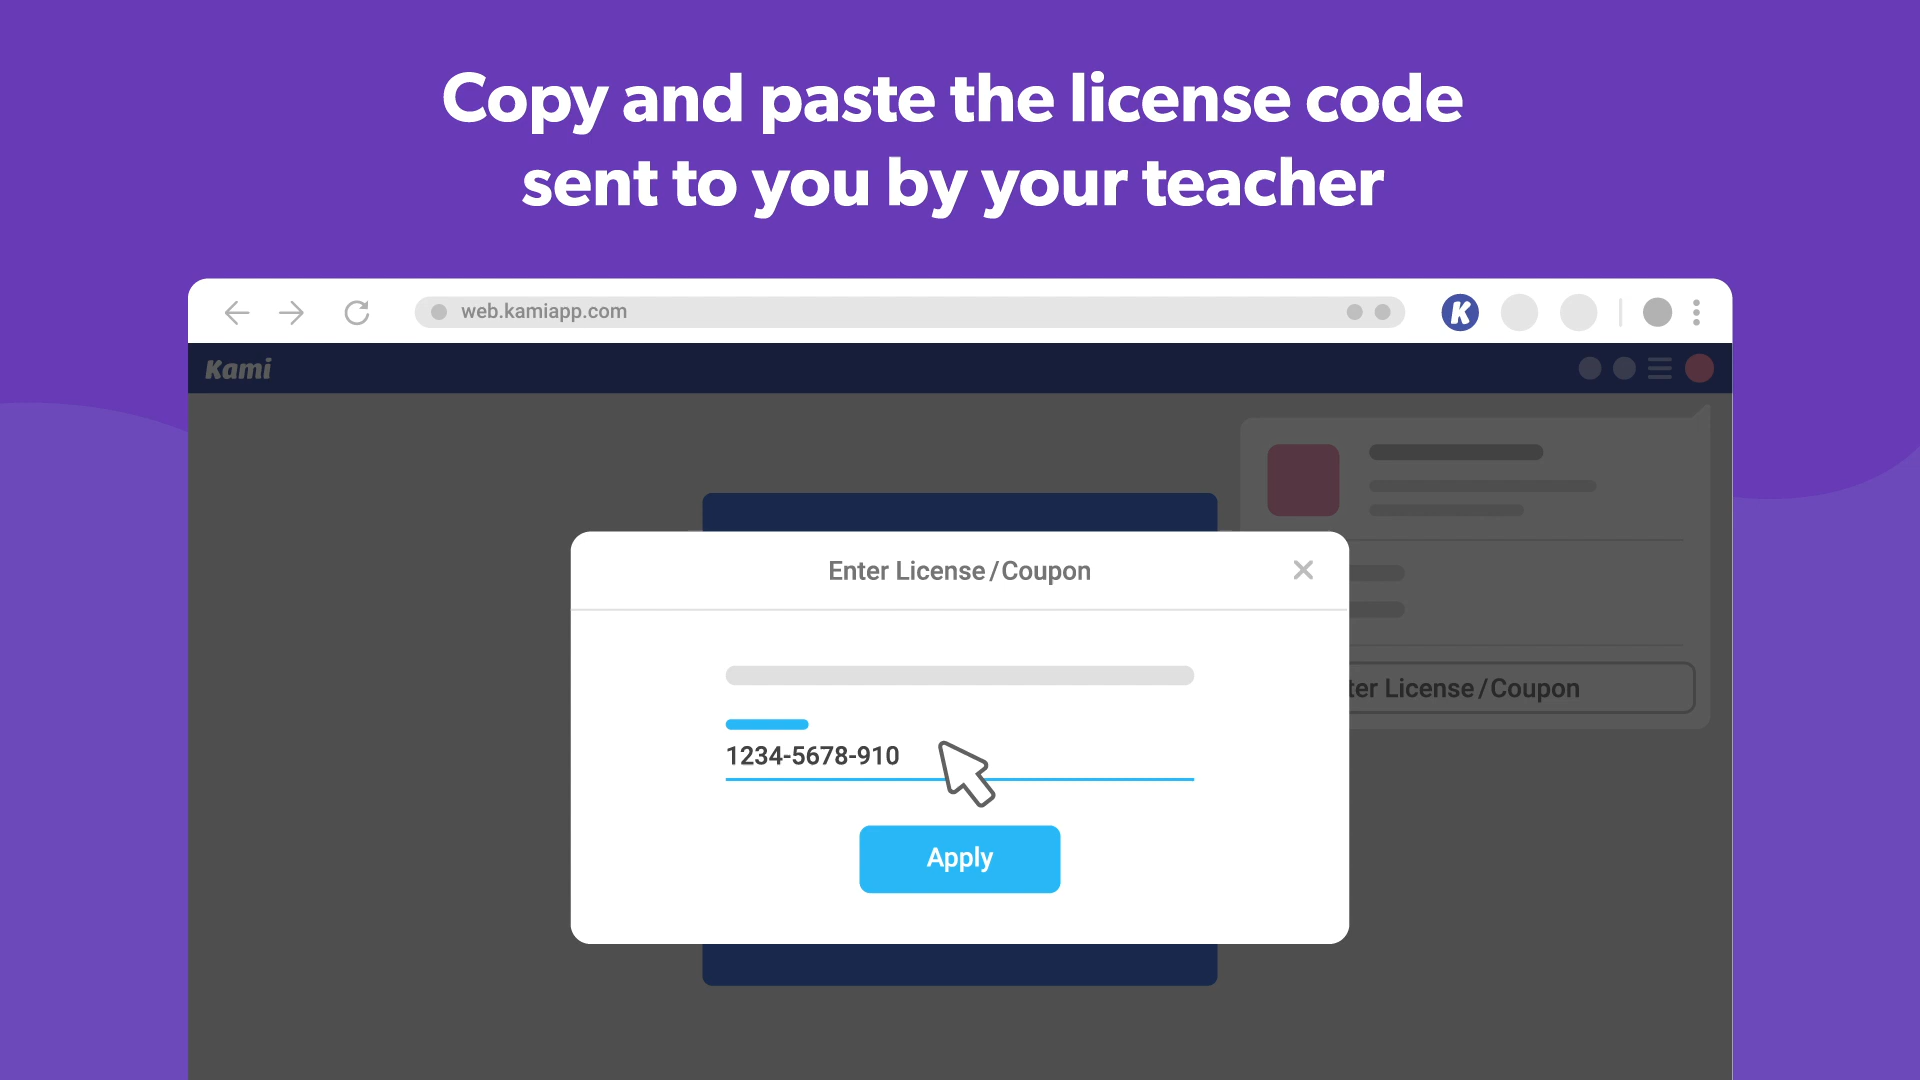 Copy and paste the license code
sent to you by your teacher
web.kamiapp.com
K
Kami
Enter License/Coupon
ter License/Coupon
1234-5678-910
Apply